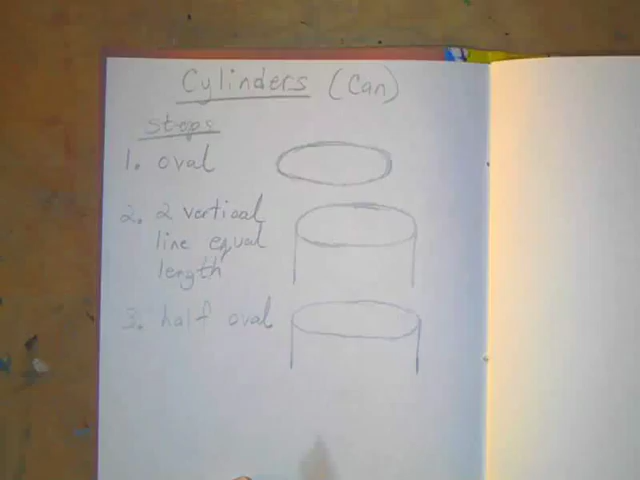 Cylinders (Can)
Steps
1. oval
2. 2 vertical
line equal
length
3. half oval